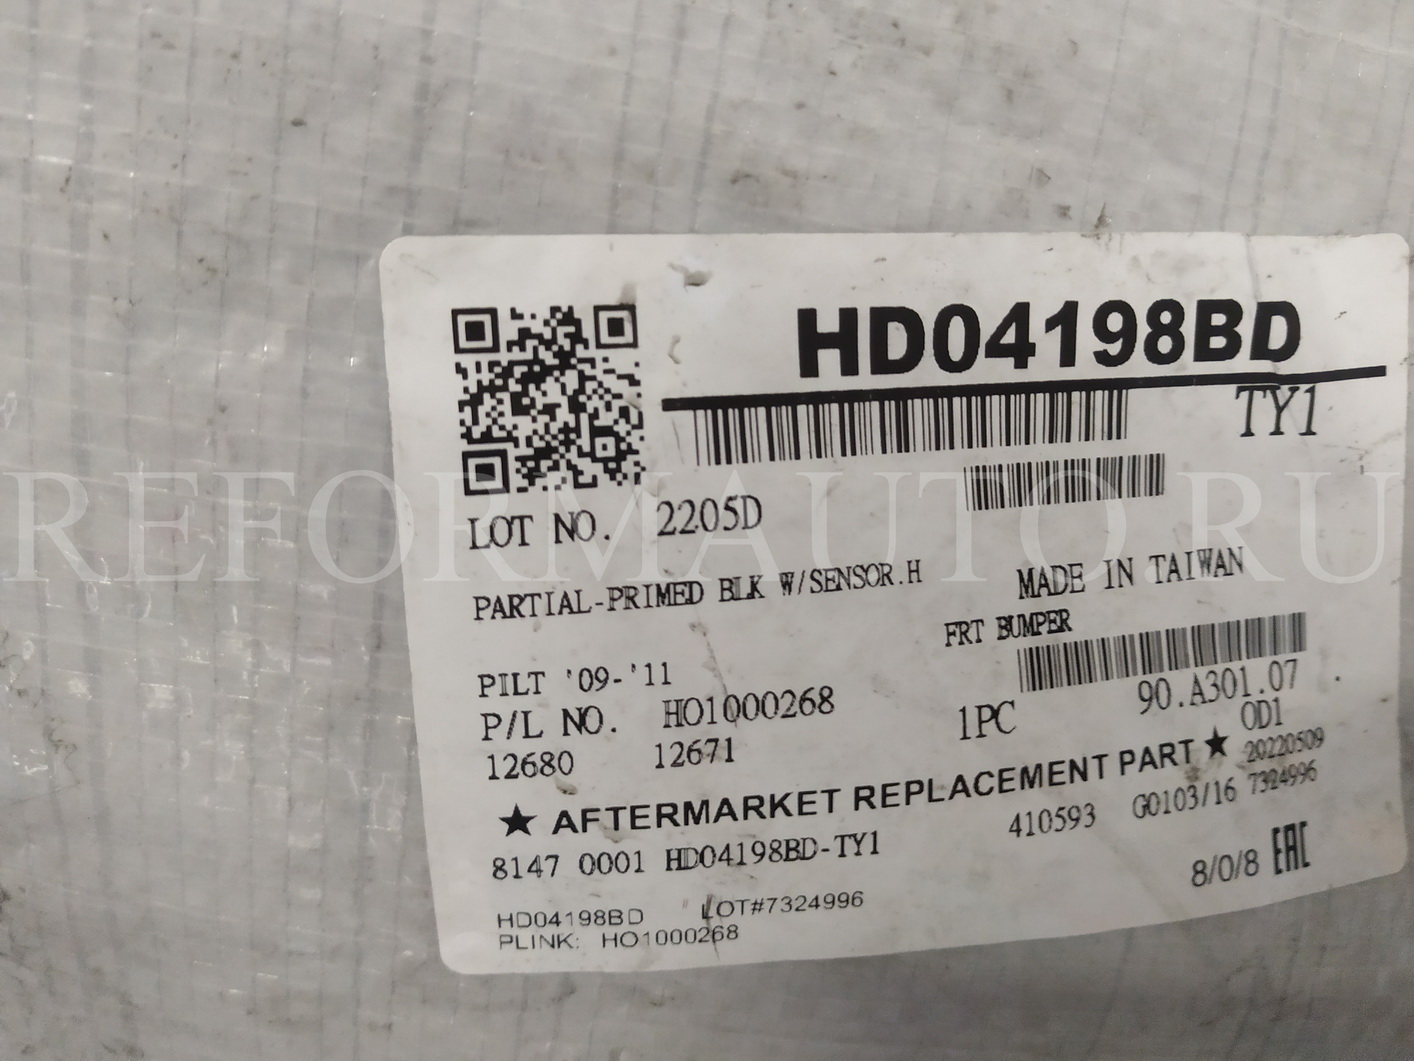 HD04198BD
TY1
LOT NO. 2205D
PARTIAL-PRIMED BLK W/SENSOR.H
MADE IN TAIWAN
FRT BUMPER
PILT '09-'11
P/L NO. HO1000268
1PC
90.A301.07
12680 12671
OD1
★ AFTERMARKET REPLACEMENT PART ★
20220509
8147 0001 HD04198BD-TY1
410593 G0103/16 7324996
8/0/8 EAC
HD04198BD LOT#7324996
PLINK: HO1000268
REFORMAUTO.RU